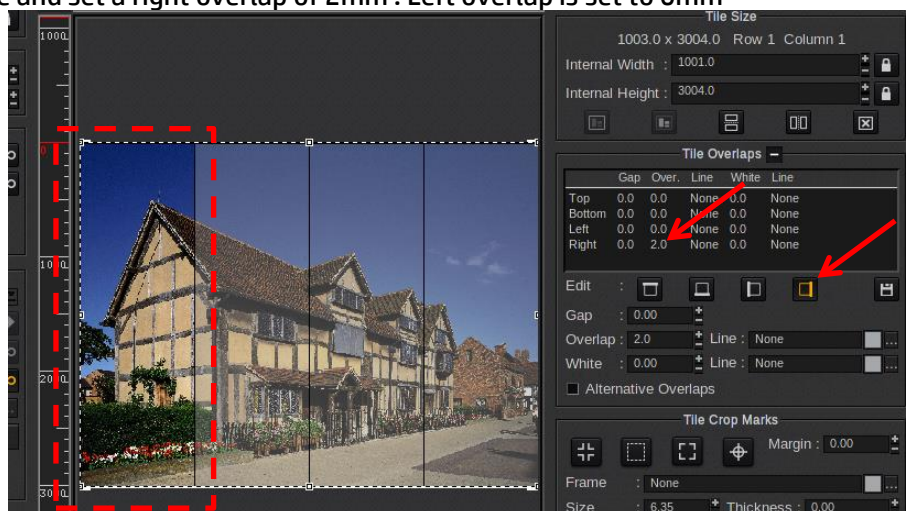 e and set a right overlap of 2mm . Left overlap is set to 0mm
Tile Size
1003.0 x 3004.0 Row 1 Column 1
Internal Width : 1001.0
Internal Height : 3004.0
Tile Overlaps
Gap Over. Line White Line
Top 0.0 0.0 None 0.0 None
Bottom 0.0 0.0 None 0.0 None
Left 0.0 0.0 None 0.0 None
Right 0.0 2.0 None 0.0 None
Edit :
Gap : 0.00
Overlap : 2.0 Line : None
White : 0.00 Line : None
Alternative Overlaps
Tile Crop Marks
Margin : 0.00
Frame : None
Size : 6.35 Thickness : 0.00
1000
0
1000
2000
3000